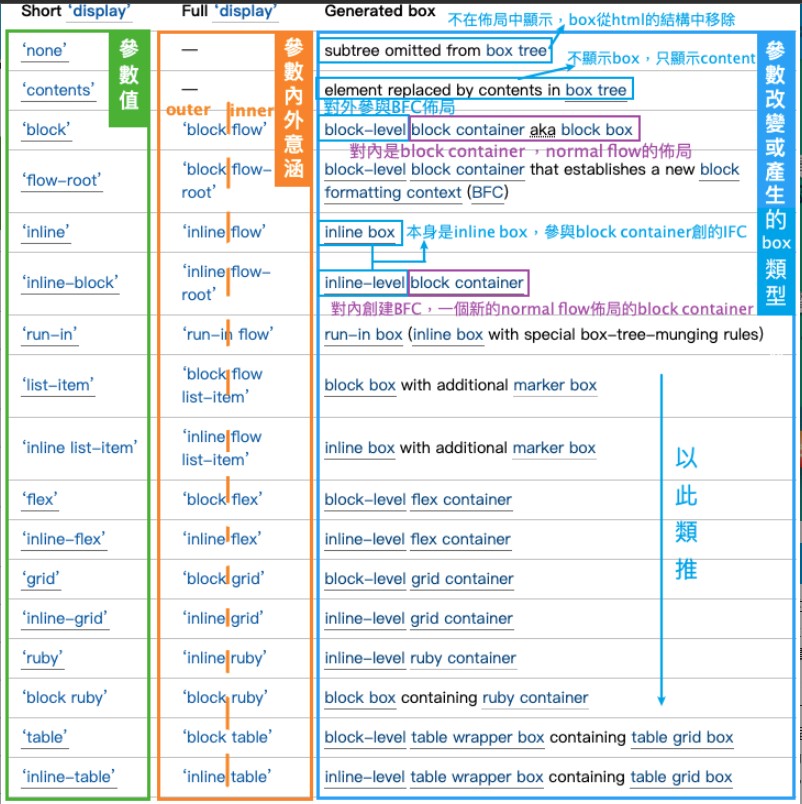 Short ‘display’ Full ‘display’ Generated box
不在佈局中顯示，box從html的結構中移除
‘none’ — subtree omitted from box tree
不顯示box，只顯示content
‘contents’ — element replaced by contents in box tree
outer inner 對外參與BFC佈局
‘block’ ‘block flow’ block-level block container aka block box
對內是block container ，normal flow的佈局
‘flow-root’ ‘block flow-root’ block-level block container that establishes a new block
formatting context (BFC)
‘inline’ ‘inline flow’ inline box 本身是inline box，參與block container創的IFC
‘inline-block’ ‘inline flow-root’ inline-level block container
對內創建BFC，一個新的normal flow佈局的block container
‘run-in’ ‘run-in flow’ run-in box (inline box with special box-tree-munging rules)
‘list-item’ ‘block flow list-item’ block box with additional marker box
‘inline list-item’ ‘inline flow list-item’ inline box with additional marker box
‘flex’ ‘block flex’ block-level flex container
‘inline-flex’ ‘inline flex’ inline-level flex container
‘grid’ ‘block grid’ block-level grid container
‘inline-grid’ ‘inline grid’ inline-level grid container
‘ruby’ ‘inline ruby’ inline-level ruby container
‘block ruby’ ‘block ruby’ block box containing ruby container
‘table’ ‘block table’ block-level table wrapper box containing table grid box
‘inline-table’ ‘inline table’ inline-level table wrapper box containing table grid box
參數值
參數內外意涵
參數改變或產生的box類型
以此類推